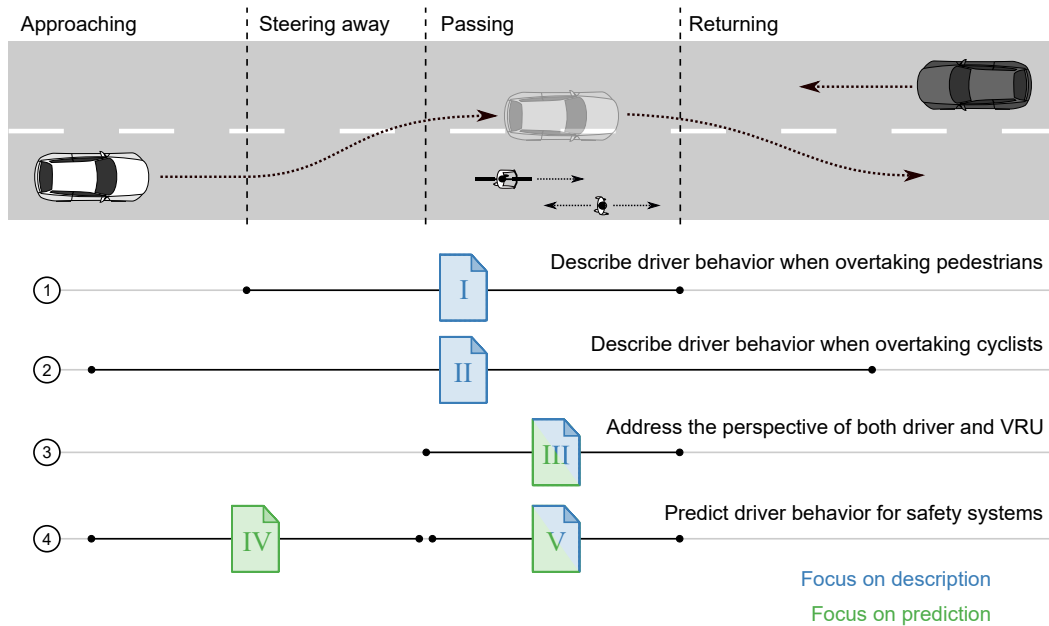 Approaching
Steering away
Passing
Returning
Describe driver behavior when overtaking pedestrians
1
I
Describe driver behavior when overtaking cyclists
2
II
Address the perspective of both driver and VRU
3
III
Predict driver behavior for safety systems
4
IV
V
Focus on description
Focus on prediction